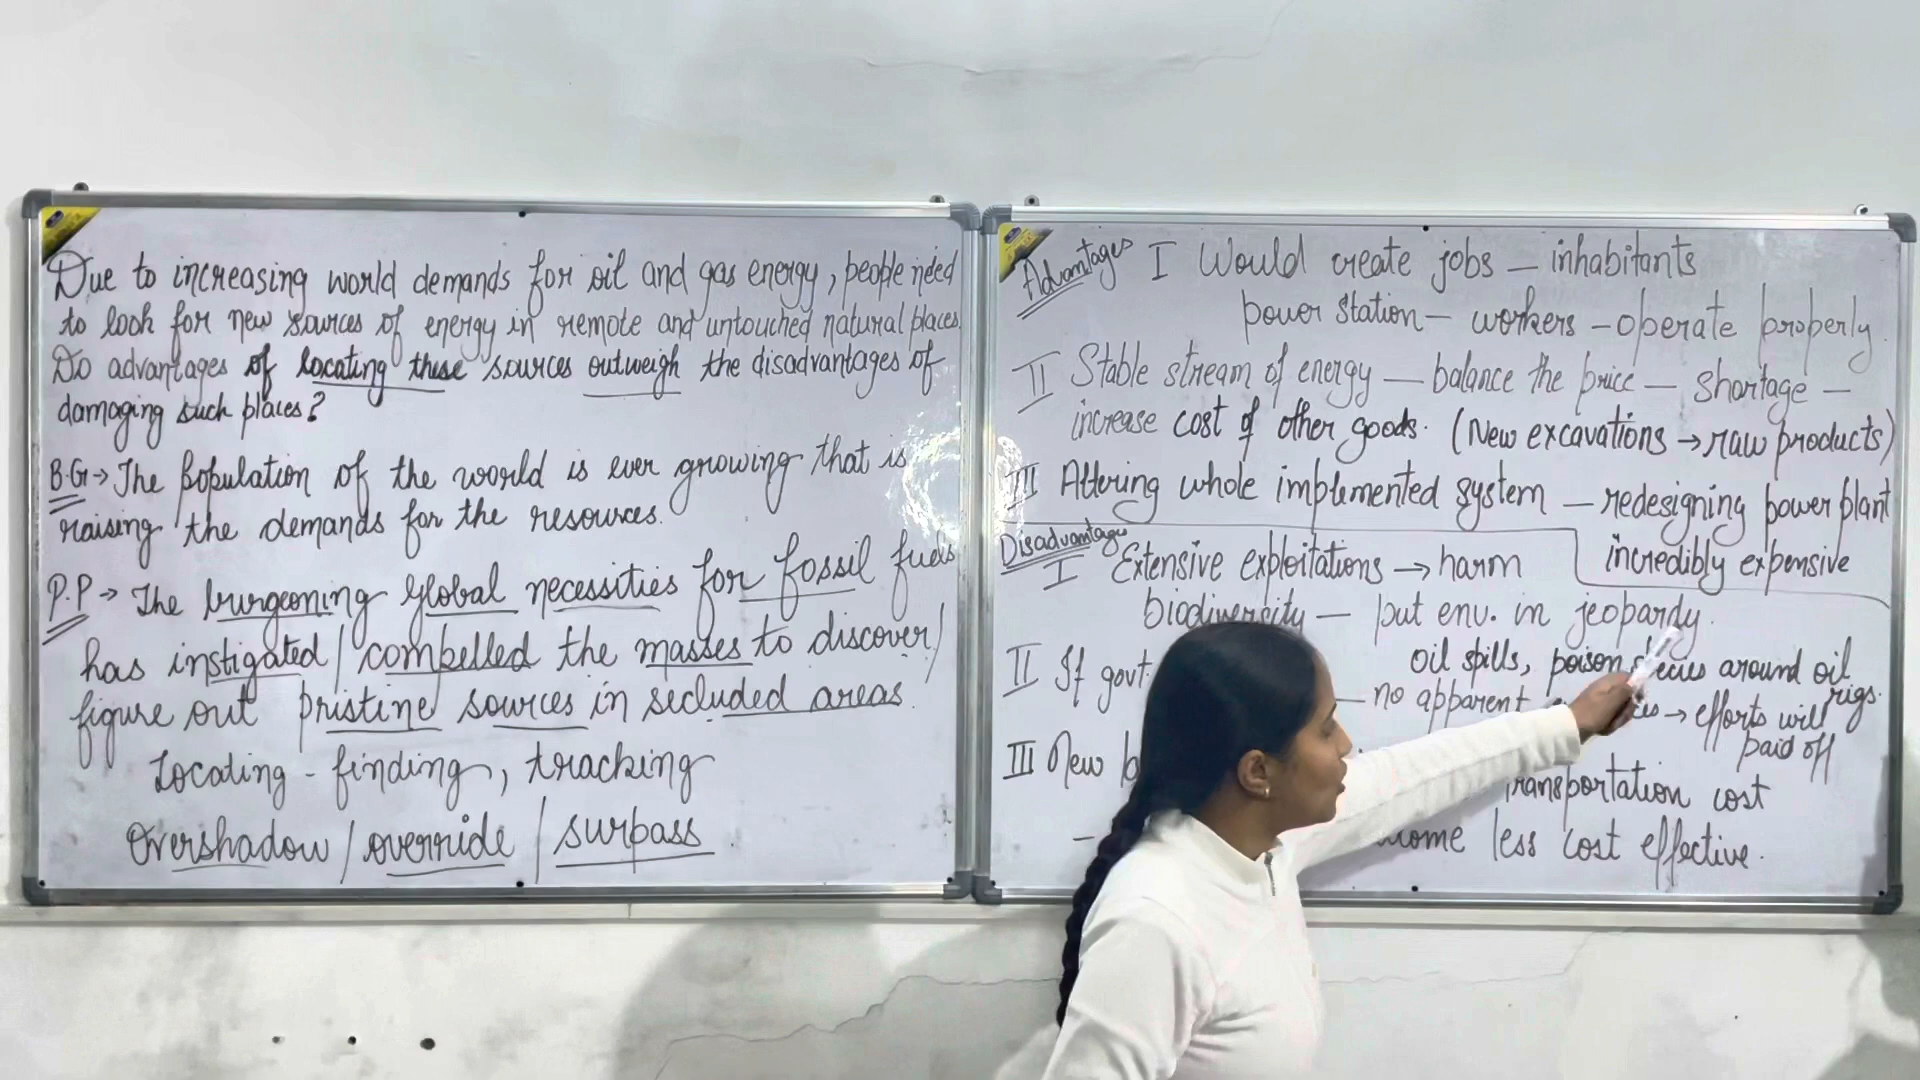 Due to increasing world demands for oil and gas energy, people need
to look for new sources of energy in remote and untouched natural places.
Do advantages of locating these sources outweigh the disadvantages of
damaging such places?
B.G → The Population of the world is ever growing that is
raising the demands for the resources.
P.P → The burgeoning global necessities for fossil fuels
has instigated / compelled the masses to discover /
figure out pristine sources in secluded areas.
Locating - finding, tracking
Overshadow / override / surpass
Advantages I Would create jobs — inhabitants
power station — workers — operate properly.
II Stable stream of energy — balance the price — shortage —
increase cost of other goods. (New excavations → raw products)
III Altering whole implemented system — redesigning power plant
incredibly expensive
Disadvantages
I Extensive exploitations → harm
biodiversity — put env. in jeopardy.
oil spills, poison species around oil
rigs.
II If govt.
— no apparent → efforts will
paid off
III New
transportation cost
— less cost effective.